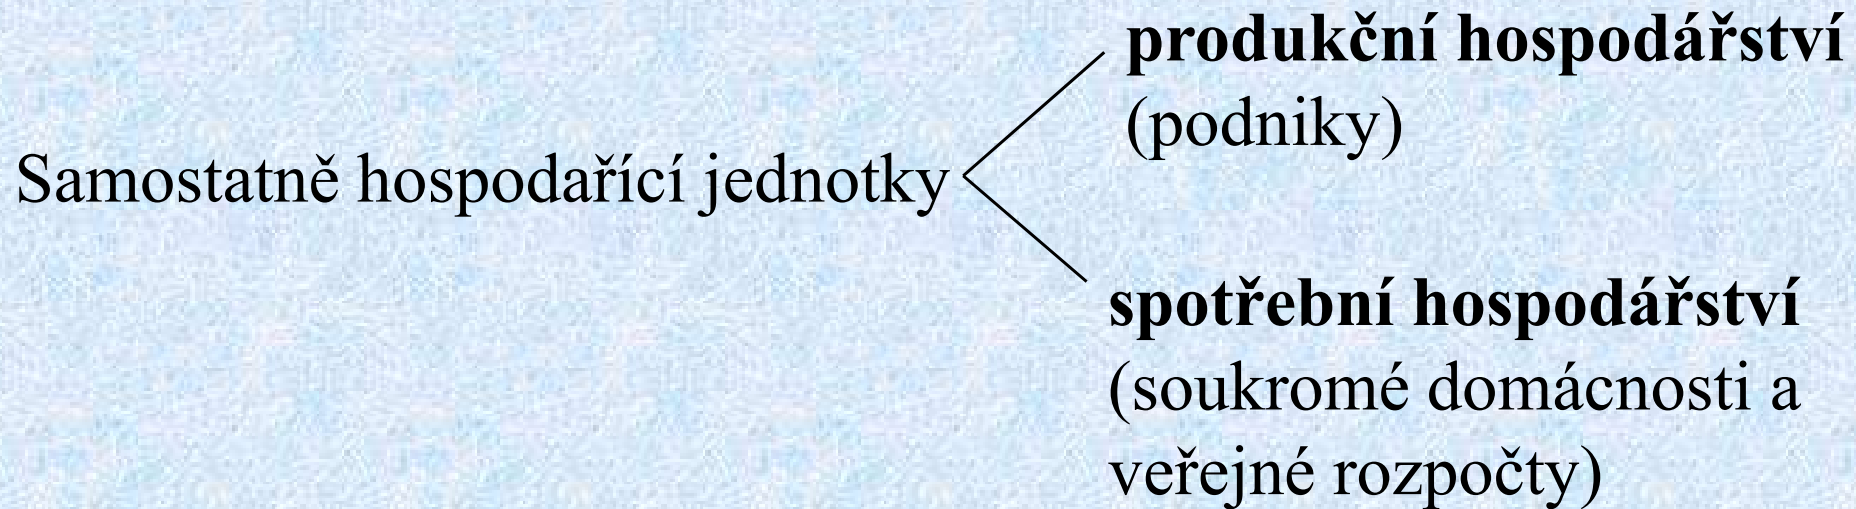 Samostatně hospodařící jednotky
produkční hospodářství
(podniky)
spotřební hospodářství
(soukromé domácnosti a
veřejné rozpočty)